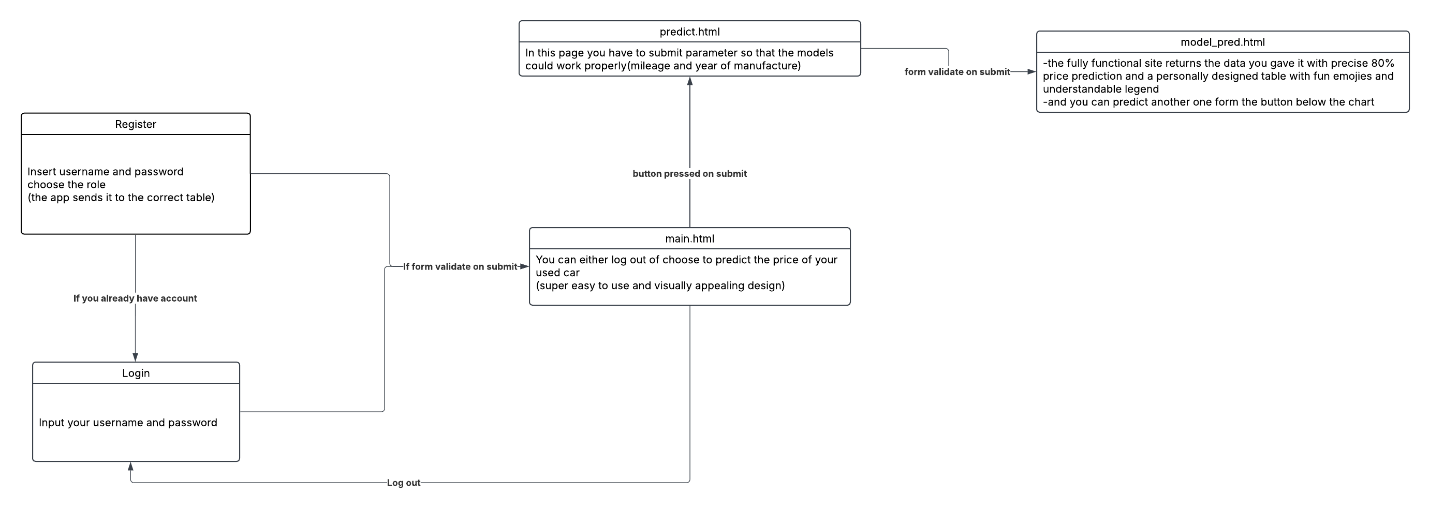 predict.html
In this page you have to submit parameter so that the models
could work properly(mileage and year of manufacture)
form validate on submit
model_pred.html
-the fully functional site returns the data you gave it with precise 80%
price prediction and a personally designed table with fun emojies and
understandable legend
-and you can predict another one form the button below the chart
Register
Insert username and password
choose the role
(the app sends it to the correct table)
button pressed on submit
main.html
You can either log out of choose to predict the price of your
used car
(super easy to use and visually appealing design)
If form validate on submit
If you already have account
Login
Input your username and password
Log out